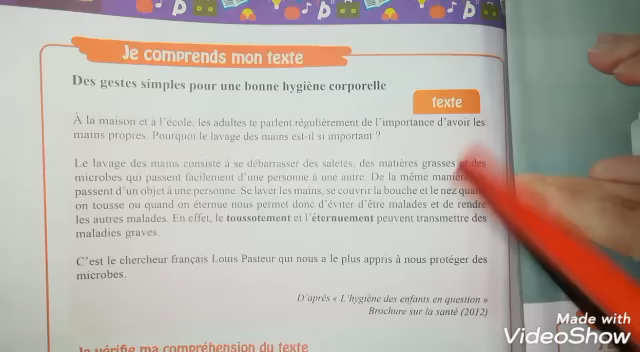 Je comprends mon texte
Des gestes simples pour une bonne hygiène corporelle
texte
À la maison et à l'école, les adultes te parlent régulièrement de l'importance d'avoir les
mains propres. Pourquoi le lavage des mains est-il si important ?
Le lavage des mains consiste à se débarrasser des saletés, des matières grasses et des
microbes qui passent facilement d'une personne à une autre. De la même
passent d'un objet à une personne. Se laver les mains, se couvrir la bouche et le nez
on tousse ou quand on éternue nous permet donc d'éviter d'être malades et de rendre
les autres malades. En effet, le toussotement et l'éternuement peuvent transmettre des
maladies graves.
C'est le chercheur français Louis Pasteur qui nous a le plus appris à nous protéger des
microbes.
D'après « L'hygiène des enfants en question »
Brochure sur la santé (2012)
Je vérifie ma compréhension du texte
Made with
VideoShow